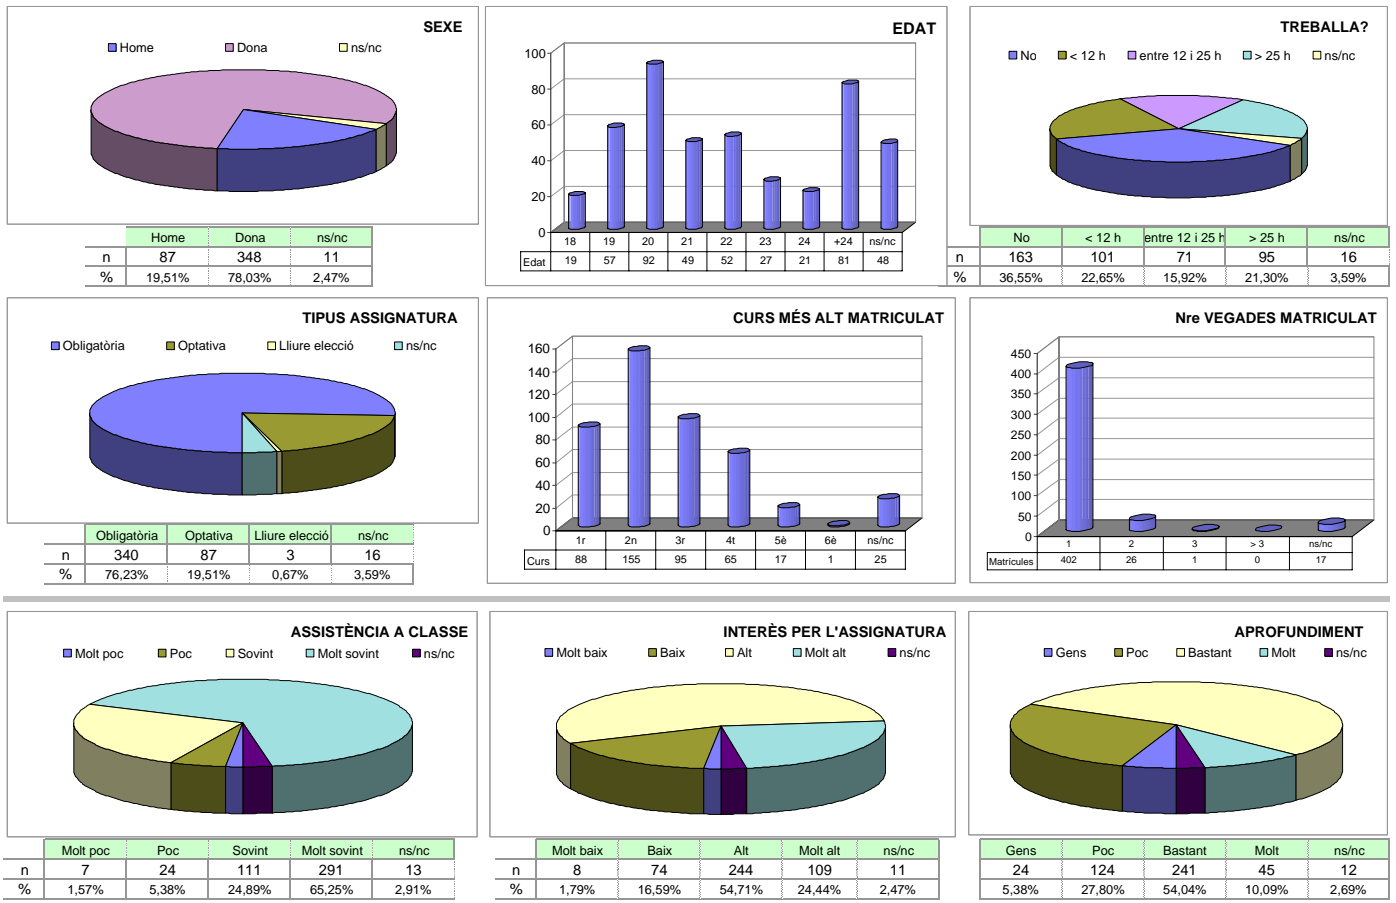 SEXE
Home Dona ns/nc
Home Dona ns/nc
n 87 348 11
% 19,51% 78,03% 2,47%
EDAT
100
80
60
40
20
0
18 19 20 21 22 23 24 +24 ns/nc
Edat 19 57 92 49 52 27 21 81 48
TREBALLA?
No < 12 h entre 12 i 25 h > 25 h ns/nc
No < 12 h entre 12 i 25 h > 25 h ns/nc
n 163 101 71 95 16
% 36,55% 22,65% 15,92% 21,30% 3,59%
TIPUS ASSIGNATURA
Obligatòria Optativa Lliure elecció ns/nc
Obligatòria Optativa Lliure elecció ns/nc
n 340 87 3 16
% 76,23% 19,51% 0,67% 3,59%
CURS MÉS ALT MATRICULAT
160
140
120
100
80
60
40
20
0
1r 2n 3r 4t 5è 6è ns/nc
Curs 88 155 95 65 17 1 25
Nre VEGADES MATRICULAT
450
400
350
300
250
200
150
100
50
0
1 2 3 > 3 ns/nc
Matrícules 402 26 1 0 17
ASSISTÈNCIA A CLASSE
Molt poc Poc Sovint Molt sovint ns/nc
Molt poc Poc Sovint Molt sovint ns/nc
n 7 24 111 291 13
% 1,57% 5,38% 24,89% 65,25% 2,91%
INTERÈS PER L'ASSIGNATURA
Molt baix Baix Alt Molt alt ns/nc
Molt baix Baix Alt Molt alt ns/nc
n 8 74 244 109 11
% 1,79% 16,59% 54,71% 24,44% 2,47%
APROFUNDIMENT
Gens Poc Bastant Molt ns/nc
Gens Poc Bastant Molt ns/nc
24 124 241 45 12
5,38% 27,80% 54,04% 10,09% 2,69%